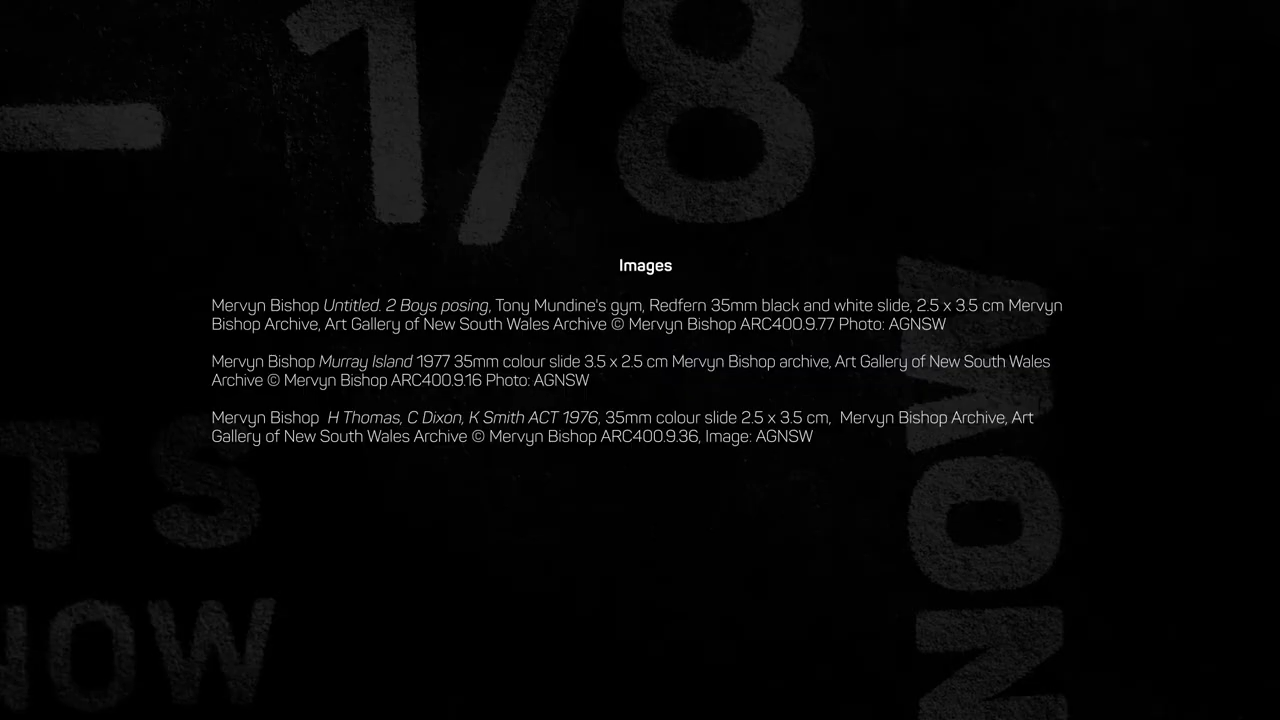 1/8
Images
Mervyn Bishop Untitled. 2 Boys posing, Tony Mundine's gym, Redfern 35mm black and white slide, 2.5 x 3.5 cm Mervyn
Bishop Archive, Art Gallery of New South Wales Archive © Mervyn Bishop ARC400.9.77 Photo: AGNSW
Mervyn Bishop Murray Island 1977 35mm colour slide 3.5 x 2.5 cm Mervyn Bishop archive, Art Gallery of New South Wales
Archive © Mervyn Bishop ARC400.9.16 Photo: AGNSW
Mervyn Bishop  H Thomas, C Dixon, K Smith ACT 1976, 35mm colour slide 2.5 x 3.5 cm,  Mervyn Bishop Archive, Art
Gallery of New South Wales Archive © Mervyn Bishop ARC400.9.36, Image: AGNSW
TS